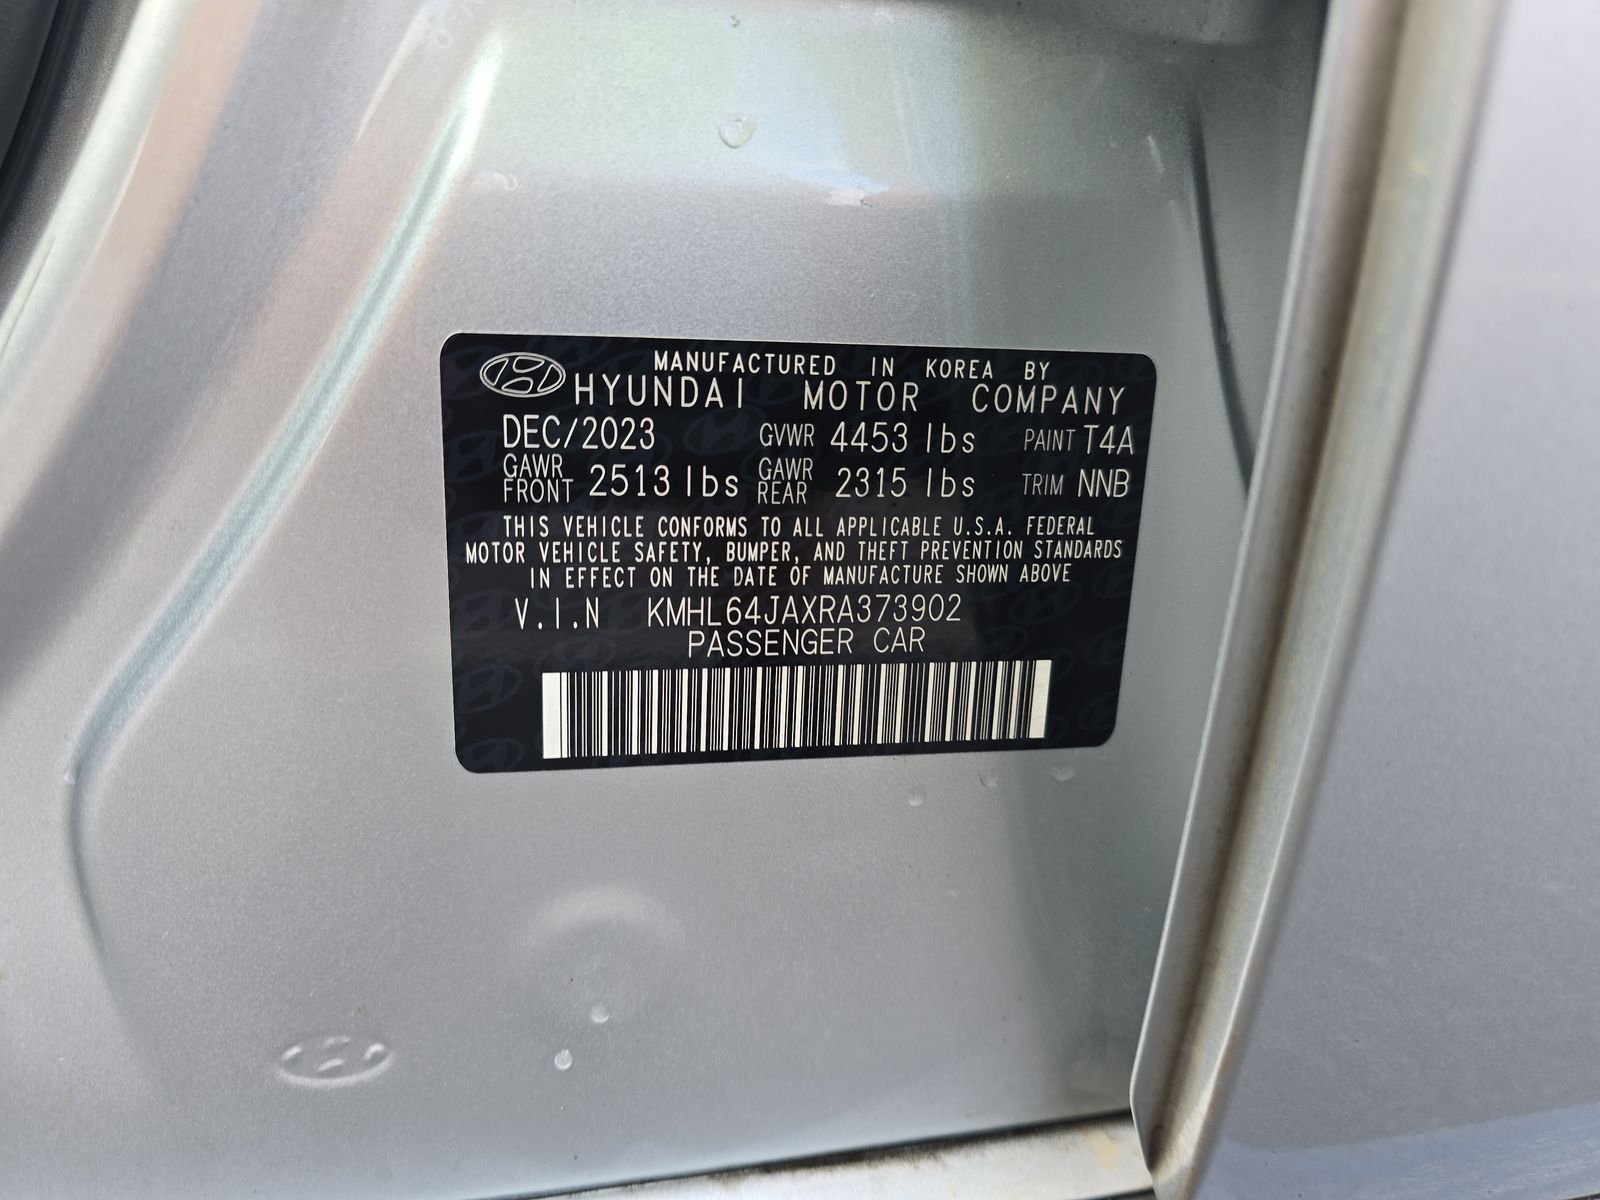 MANUFACTURED IN KOREA BY
HYUNDAI MOTOR COMPANY
DEC/2023 GVWR 4453 lbs PAINT T4A
GAWR FRONT 2513 lbs GAWR REAR 2315 lbs TRIM NNB
THIS VEHICLE CONFORMS TO ALL APPLICABLE U.S.A. FEDERAL
MOTOR VEHICLE SAFETY, BUMPER, AND THEFT PREVENTION STANDARDS
IN EFFECT ON THE DATE OF MANUFACTURE SHOWN ABOVE
V.I.N KMHL64JAXRA373902
PASSENGER CAR